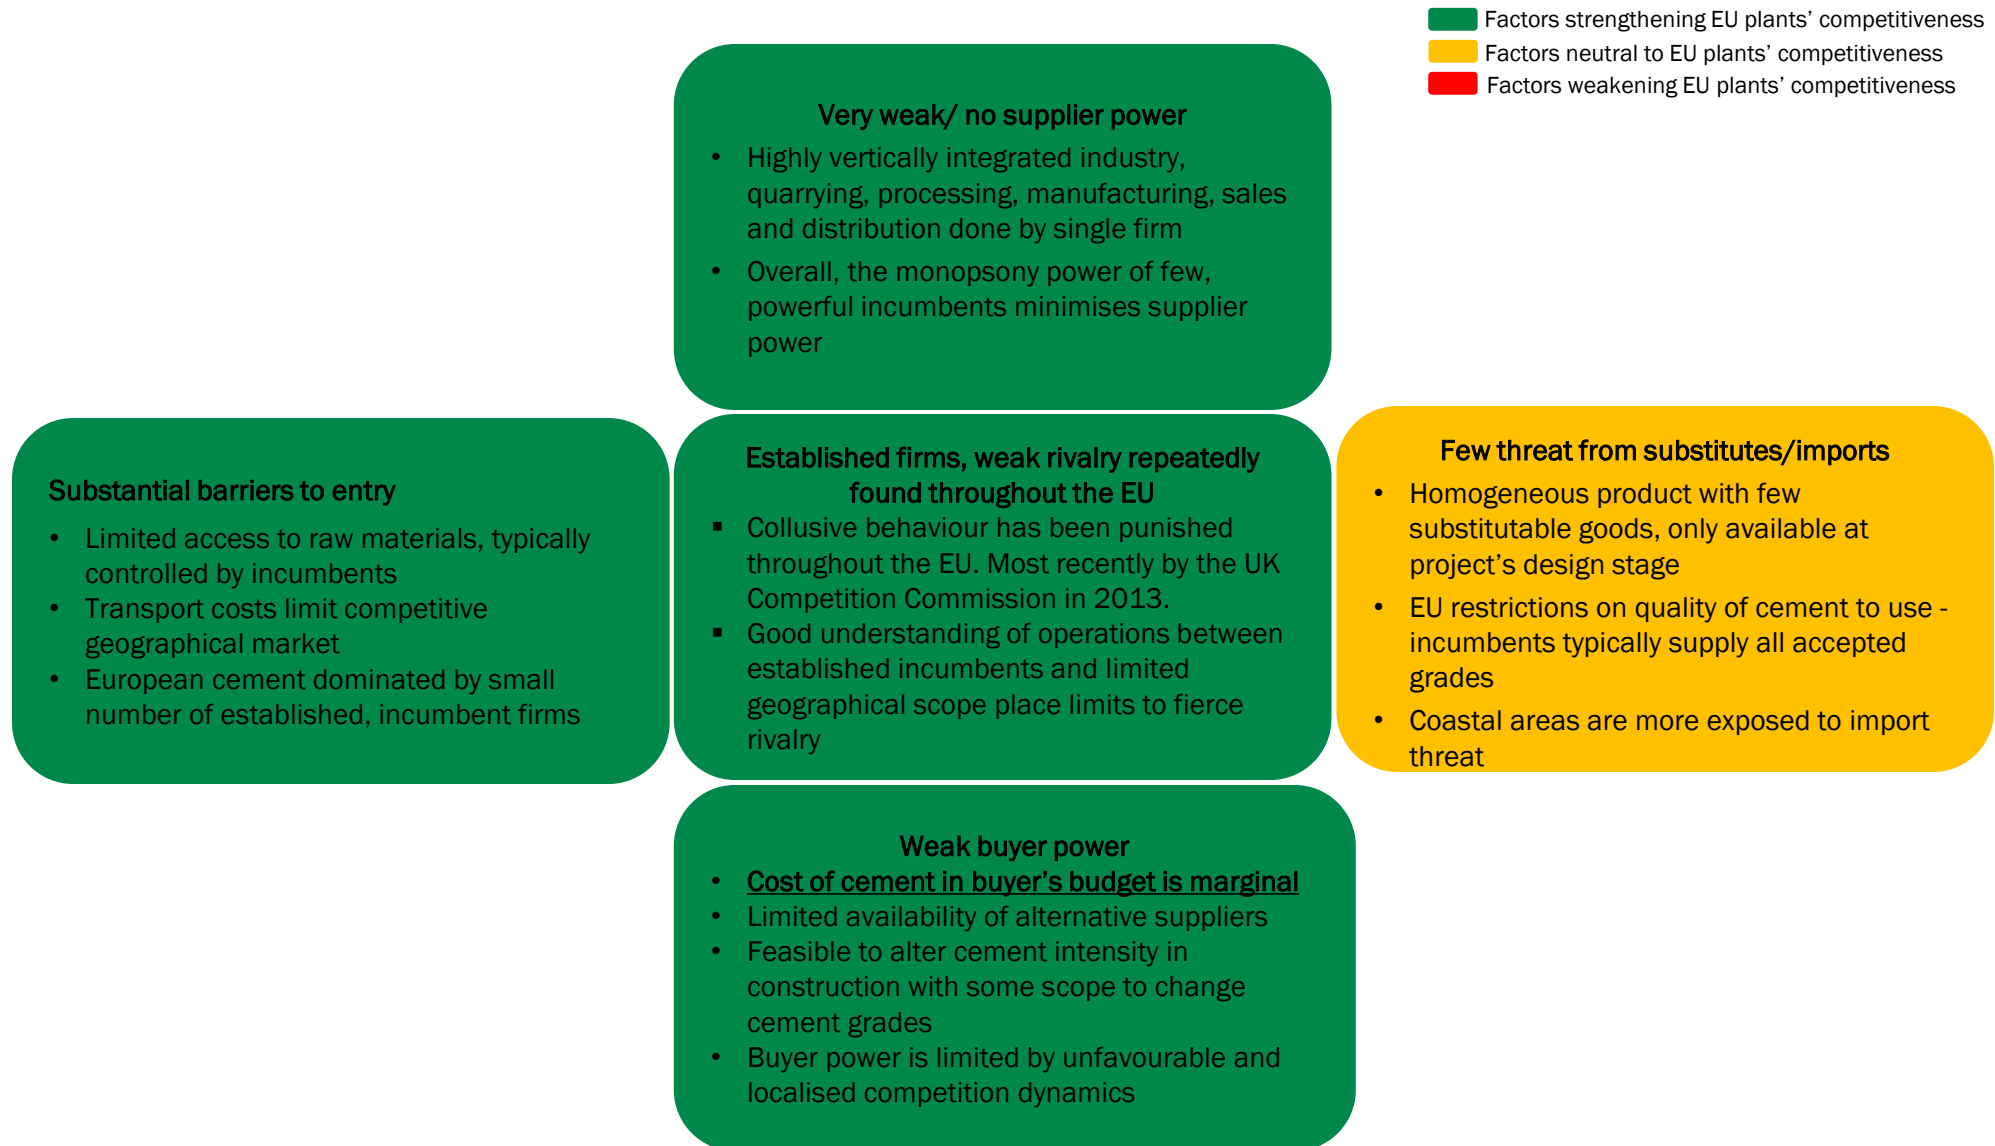 Factors strengthening EU plants’ competitiveness
Factors neutral to EU plants’ competitiveness
Factors weakening EU plants’ competitiveness
Very weak/ no supplier power
• Highly vertically integrated industry,
quarrying, processing, manufacturing, sales
and distribution done by single firm
• Overall, the monopsony power of few,
powerful incumbents minimises supplier
power
Substantial barriers to entry
• Limited access to raw materials, typically
controlled by incumbents
• Transport costs limit competitive
geographical market
• European cement dominated by small
number of established, incumbent firms
Established firms, weak rivalry repeatedly
found throughout the EU
▪ Collusive behaviour has been punished
throughout the EU. Most recently by the UK
Competition Commission in 2013.
▪ Good understanding of operations between
established incumbents and limited
geographical scope place limits to fierce
rivalry
Few threat from substitutes/imports
• Homogeneous product with few
substitutable goods, only available at
project’s design stage
• EU restrictions on quality of cement to use -
incumbents typically supply all accepted
grades
• Coastal areas are more exposed to import
threat
Weak buyer power
• Cost of cement in buyer’s budget is marginal
• Limited availability of alternative suppliers
• Feasible to alter cement intensity in
construction with some scope to change
cement grades
• Buyer power is limited by unfavourable and
localised competition dynamics